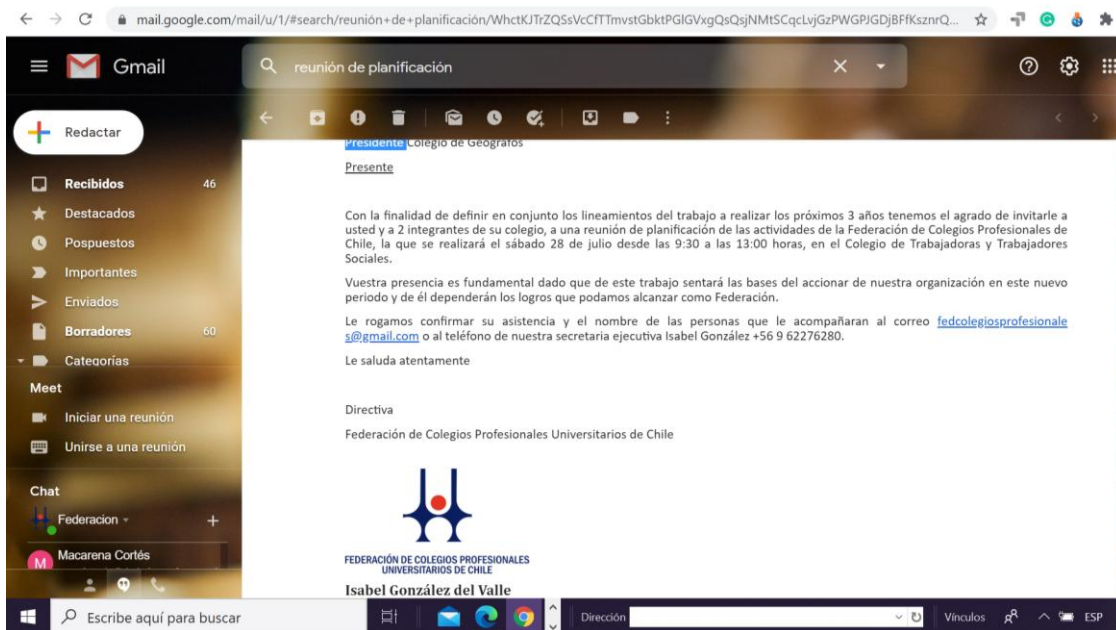 mail.google.com/mail/u/1/#search/reunión+de+planificación/WhctKJTrZQSsVcCfTTmvstGbktPGlGVxgQsQsjNMtSCqcLvjGzPWGPJGDjBFfKsznrQ...
Gmail
reunión de planificación
Redactar
Recibidos 46
Destacados
Pospuestos
Importantes
Enviados
Borradores 60
Categorías
Meet
Iniciar una reunión
Unirse a una reunión
Chat
Federacion
Macarena Cortés
M
Presidente Colegio de Geógrafos
Presente
Con la finalidad de definir en conjunto los lineamientos del trabajo a realizar los próximos 3 años tenemos el agrado de invitarle a
usted y a 2 integrantes de su colegio, a una reunión de planificación de las actividades de la Federación de Colegios Profesionales de
Chile, la que se realizará el sábado 28 de julio desde las 9:30 a las 13:00 horas, en el Colegio de Trabajadoras y Trabajadores
Sociales.
Vuestra presencia es fundamental dado que de este trabajo sentará las bases del accionar de nuestra organización en este nuevo
periodo y de él dependerán los logros que podamos alcanzar como Federación.
Le rogamos confirmar su asistencia y el nombre de las personas que le acompañaran al correo fedcolegiosprofesionale
s@gmail.com o al teléfono de nuestra secretaria ejecutiva Isabel González +56 9 62276280.
Le saluda atentamente
Directiva
Federación de Colegios Profesionales Universitarios de Chile
FEDERACIÓN DE COLEGIOS PROFESIONALES
UNIVERSITARIOS DE CHILE
Isabel González del Valle
Escribe aquí para buscar
Dirección
Vínculos
ESP